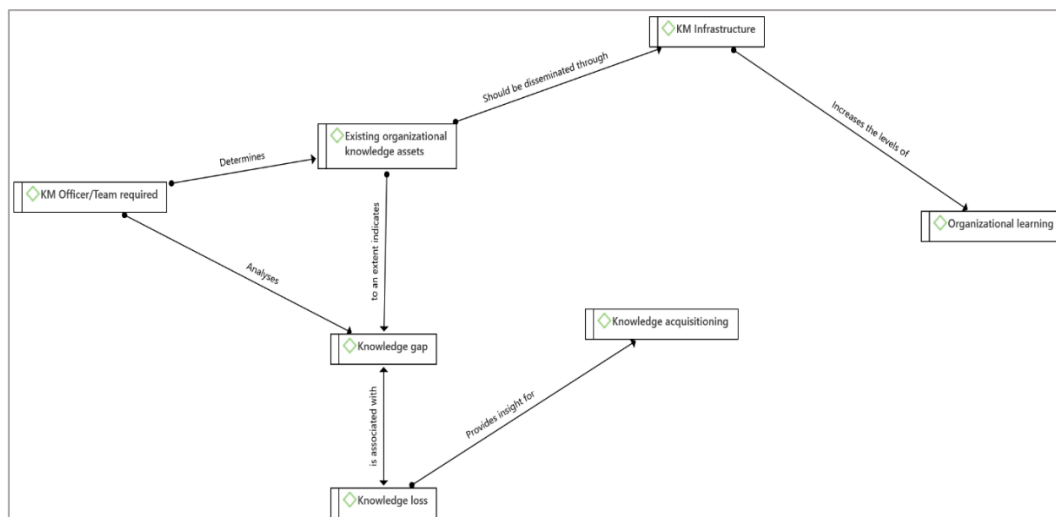 KM Infrastructure
Should be disseminated through
Increases the levels of
Existing organizational
knowledge assets
Determines
KM Officer/Team required
Organizational learning
to an extent indicates
Analyses
Knowledge acquisitioning
Knowledge gap
is associated with
Provides insight for
Knowledge loss